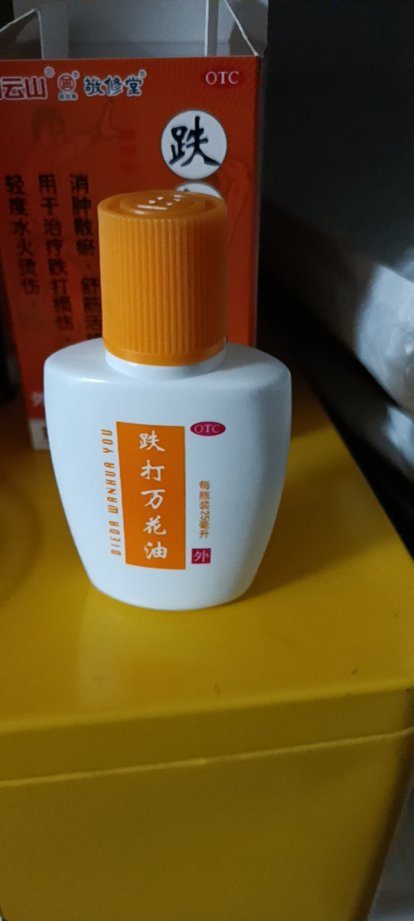 云山
敬修堂
OTC
跌
消肿散瘀·舒筋活
用于治疗跌打损伤
轻度水火烫伤
OTC
跌打万花油
DIEDA WANHUA YOU
每瓶装25毫升
外